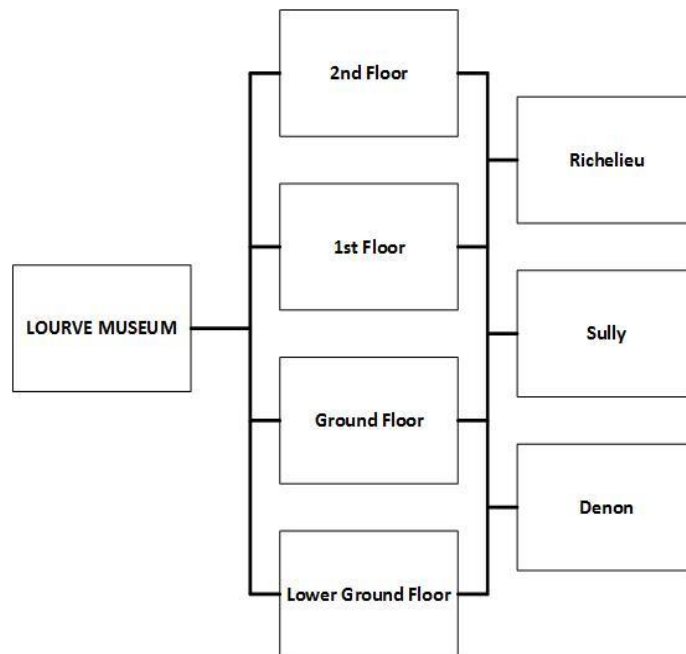 2nd Floor
Richelieu
1st Floor
LOURVE MUSEUM
Sully
Ground Floor
Denon
Lower Ground Floor